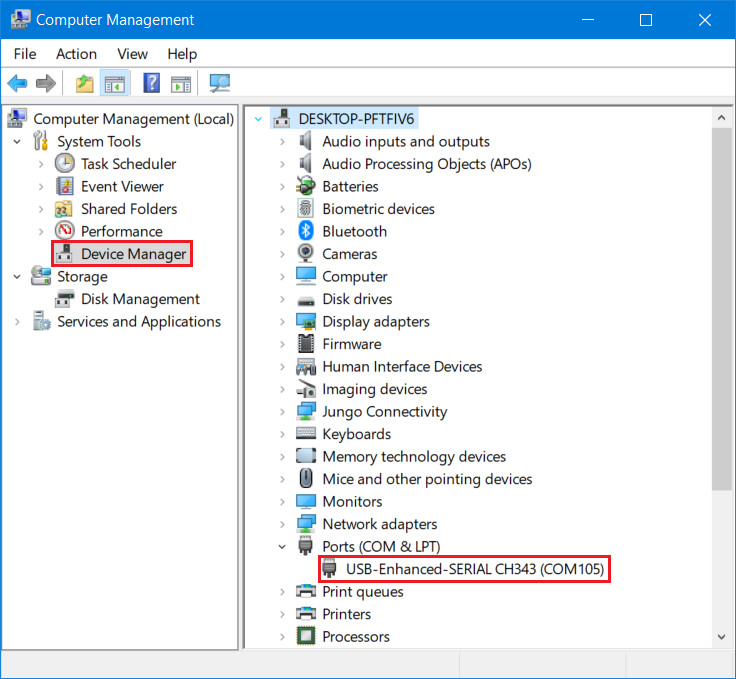 Computer Management
File Action View Help
Computer Management (Local)
System Tools
Task Scheduler
Event Viewer
Shared Folders
Performance
Device Manager
Storage
Disk Management
Services and Applications
DESKTOP-PFTFIV6
Audio inputs and outputs
Audio Processing Objects (APOs)
Batteries
Biometric devices
Bluetooth
Cameras
Computer
Disk drives
Display adapters
Firmware
Human Interface Devices
Imaging devices
Jungo Connectivity
Keyboards
Memory technology devices
Mice and other pointing devices
Monitors
Network adapters
Ports (COM & LPT)
USB-Enhanced-SERIAL CH343 (COM105)
Print queues
Printers
Processors